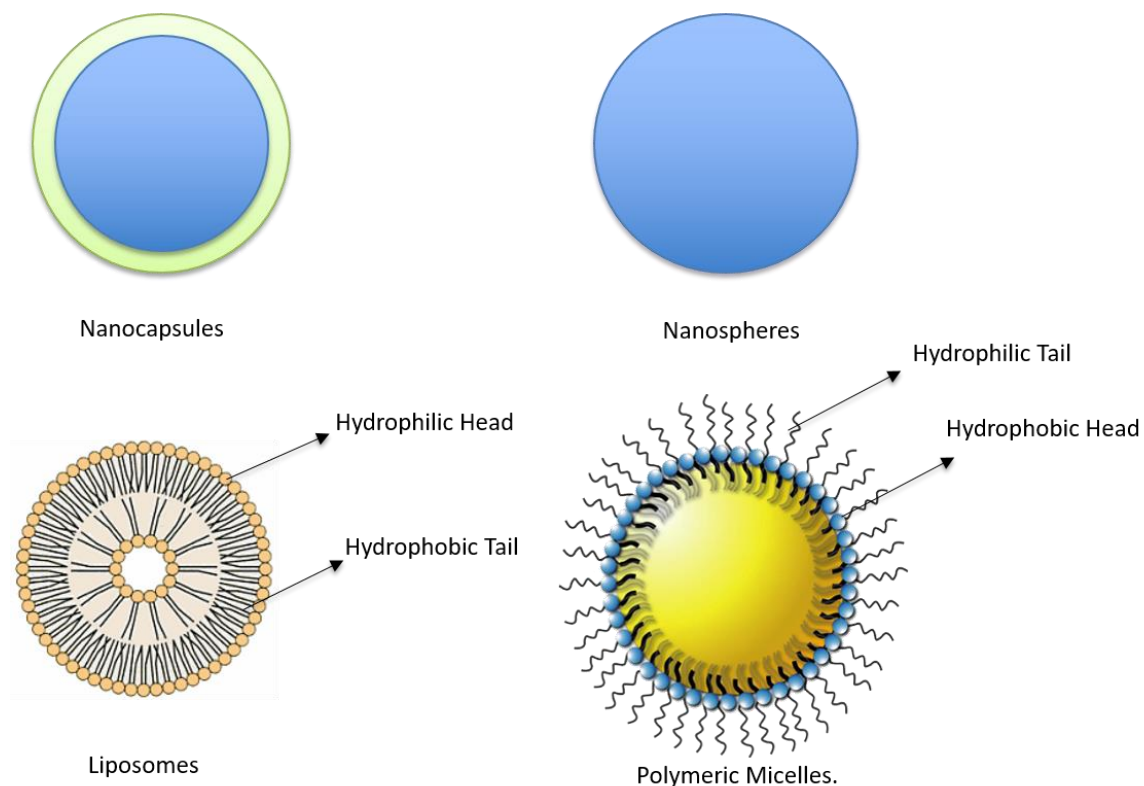 Nanocapsules
Nanospheres
Hydrophilic Tail
Hydrophilic Head
Hydrophobic Head
Hydrophobic Tail
Liposomes
Polymeric Micelles.